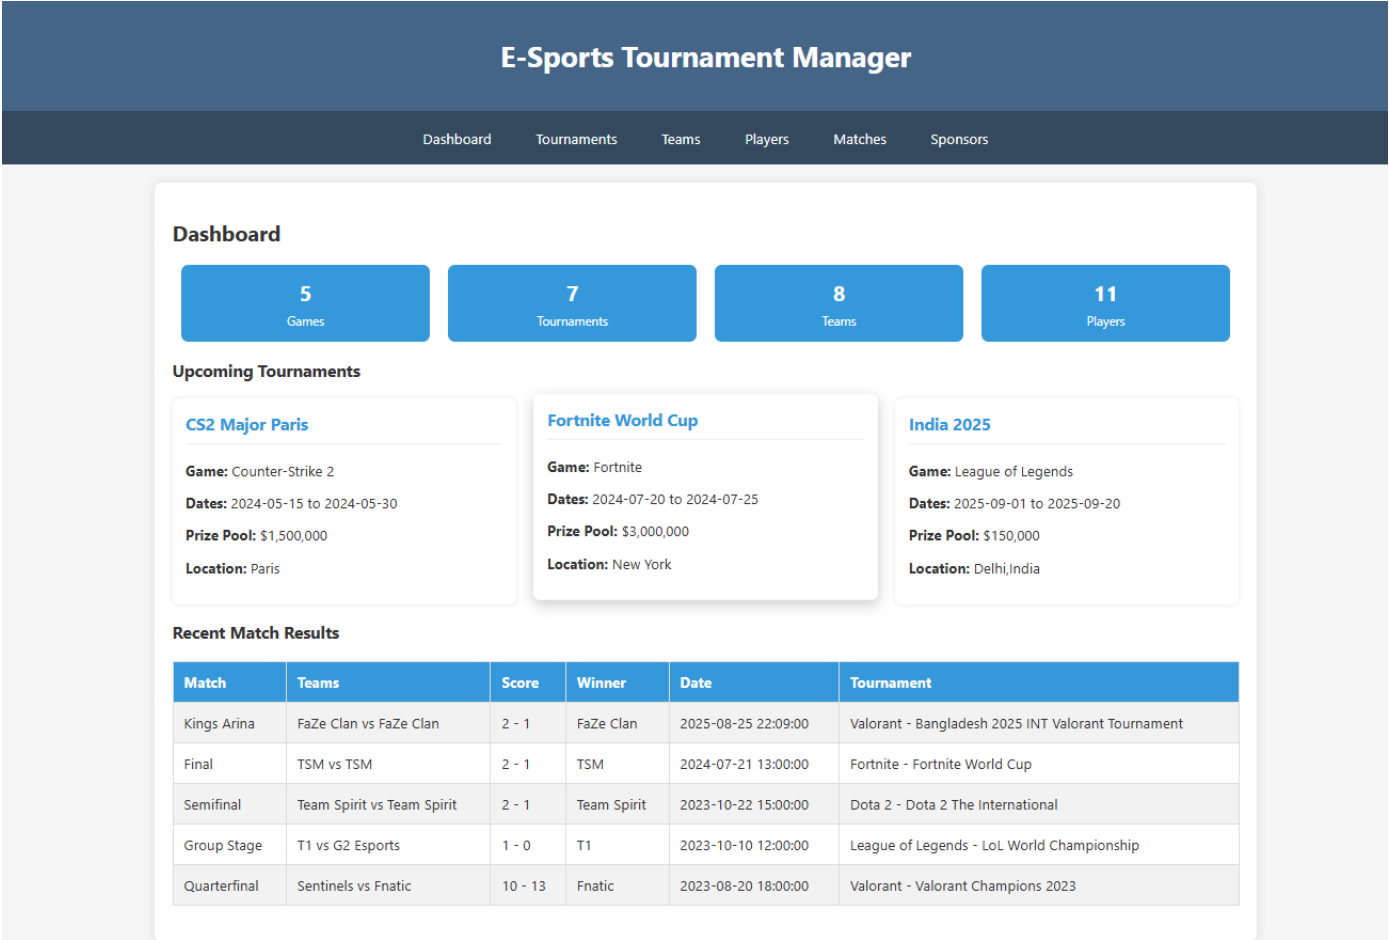 E-Sports Tournament Manager
Dashboard Tournaments Teams Players Matches Sponsors
Dashboard
5 7 8 11
Games Tournaments Teams Players
Upcoming Tournaments
CS2 Major Paris
Game: Counter-Strike 2
Dates: 2024-05-15 to 2024-05-30
Prize Pool: $1,500,000
Location: Paris
Fortnite World Cup
Game: Fortnite
Dates: 2024-07-20 to 2024-07-25
Prize Pool: $3,000,000
Location: New York
India 2025
Game: League of Legends
Dates: 2025-09-01 to 2025-09-20
Prize Pool: $150,000
Location: Delhi,India
Recent Match Results
Match Teams Score Winner Date Tournament
Kings Arina FaZe Clan vs FaZe Clan 2 - 1 FaZe Clan 2025-08-25 22:09:00 Valorant - Bangladesh 2025 INT Valorant Tournament
Final TSM vs TSM 2 - 1 TSM 2024-07-21 13:00:00 Fortnite - Fortnite World Cup
Semifinal Team Spirit vs Team Spirit 2 - 1 Team Spirit 2023-10-22 15:00:00 Dota 2 - Dota 2 The International
Group Stage T1 vs G2 Esports 1 - 0 T1 2023-10-10 12:00:00 League of Legends - LoL World Championship
Quarterfinal Sentinels vs Fnatic 10 - 13 Fnatic 2023-08-20 18:00:00 Valorant - Valorant Champions 2023